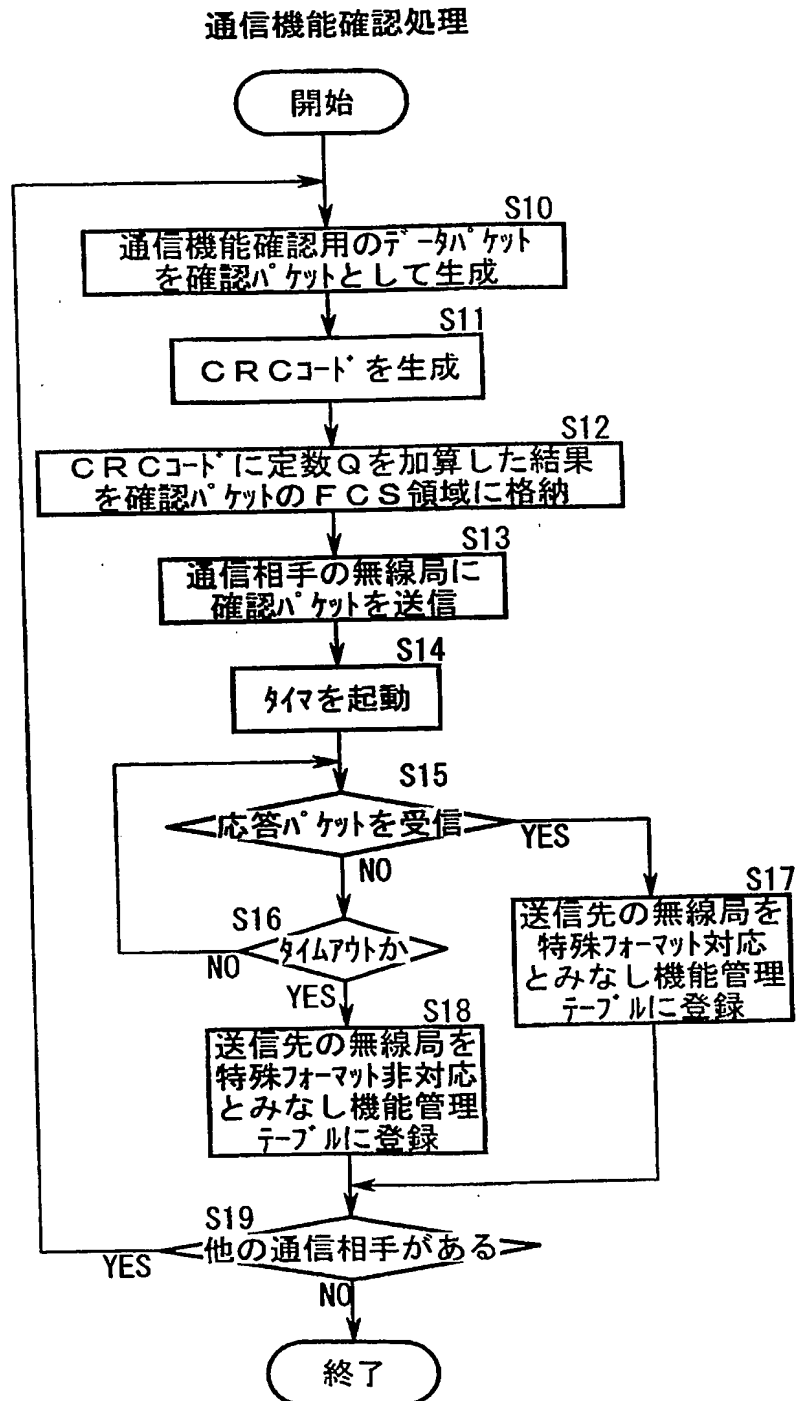 通信機能確認処理
開始
S10
通信機能確認用のﾃﾞｰﾀﾊﾟｹｯﾄ
を確認ﾊﾟｹｯﾄとして生成
S11
ＣＲＣｺｰﾄﾞを生成
S12
ＣＲＣｺｰﾄﾞに定数Ｑを加算した結果
を確認ﾊﾟｹｯﾄのＦＣＳ領域に格納
S13
通信相手の無線局に
確認ﾊﾟｹｯﾄを送信
S14
ﾀｲﾏを起動
S15
応答ﾊﾟｹｯﾄを受信
YES
NO
S16
ﾀｲﾑｱｳﾄか
NO
YES
S17
送信先の無線局を
特殊ﾌｫｰﾏｯﾄ対応
とみなし機能管理
ﾃｰﾌﾞﾙに登録
S18
送信先の無線局を
特殊ﾌｫｰﾏｯﾄ非対応
とみなし機能管理
ﾃｰﾌﾞﾙに登録
S19
他の通信相手がある
YES
NO
終了